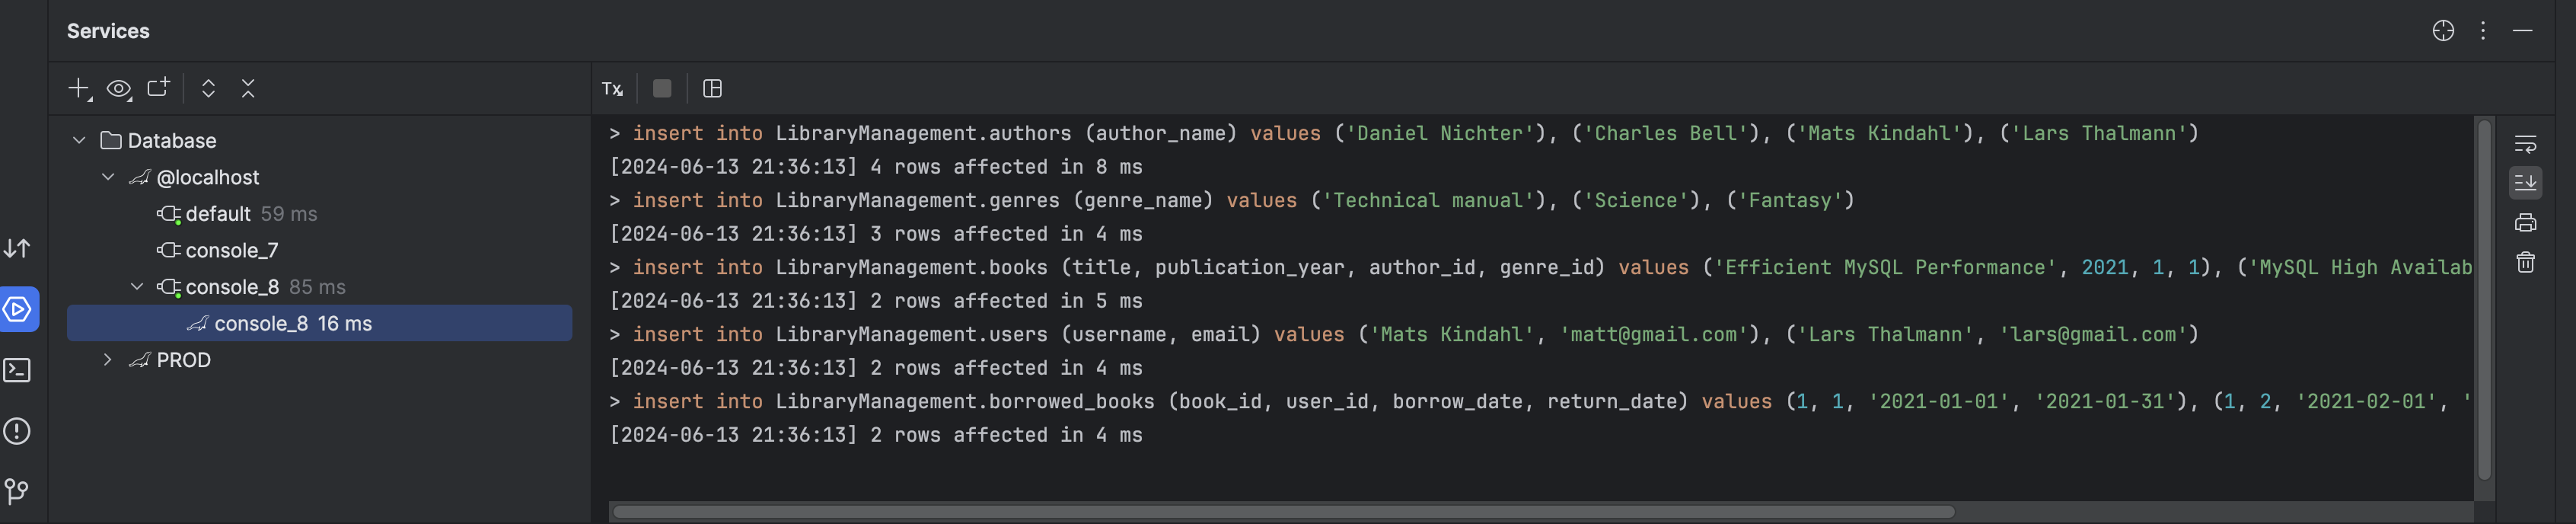 Services
Tx
Database
@localhost
default 59 ms
console_7
console_8 85 ms
console_8 16 ms
PROD
> insert into LibraryManagement.authors (author_name) values ('Daniel Nichter'), ('Charles Bell'), ('Mats Kindahl'), ('Lars Thalmann')
[2024-06-13 21:36:13] 4 rows affected in 8 ms
> insert into LibraryManagement.genres (genre_name) values ('Technical manual'), ('Science'), ('Fantasy')
[2024-06-13 21:36:13] 3 rows affected in 4 ms
> insert into LibraryManagement.books (title, publication_year, author_id, genre_id) values ('Efficient MySQL Performance', 2021, 1, 1), ('MySQL High Availab
[2024-06-13 21:36:13] 2 rows affected in 5 ms
> insert into LibraryManagement.users (username, email) values ('Mats Kindahl', 'matt@gmail.com'), ('Lars Thalmann', 'lars@gmail.com')
[2024-06-13 21:36:13] 2 rows affected in 4 ms
> insert into LibraryManagement.borrowed_books (book_id, user_id, borrow_date, return_date) values (1, 1, '2021-01-01', '2021-01-31'), (1, 2, '2021-02-01', '
[2024-06-13 21:36:13] 2 rows affected in 4 ms